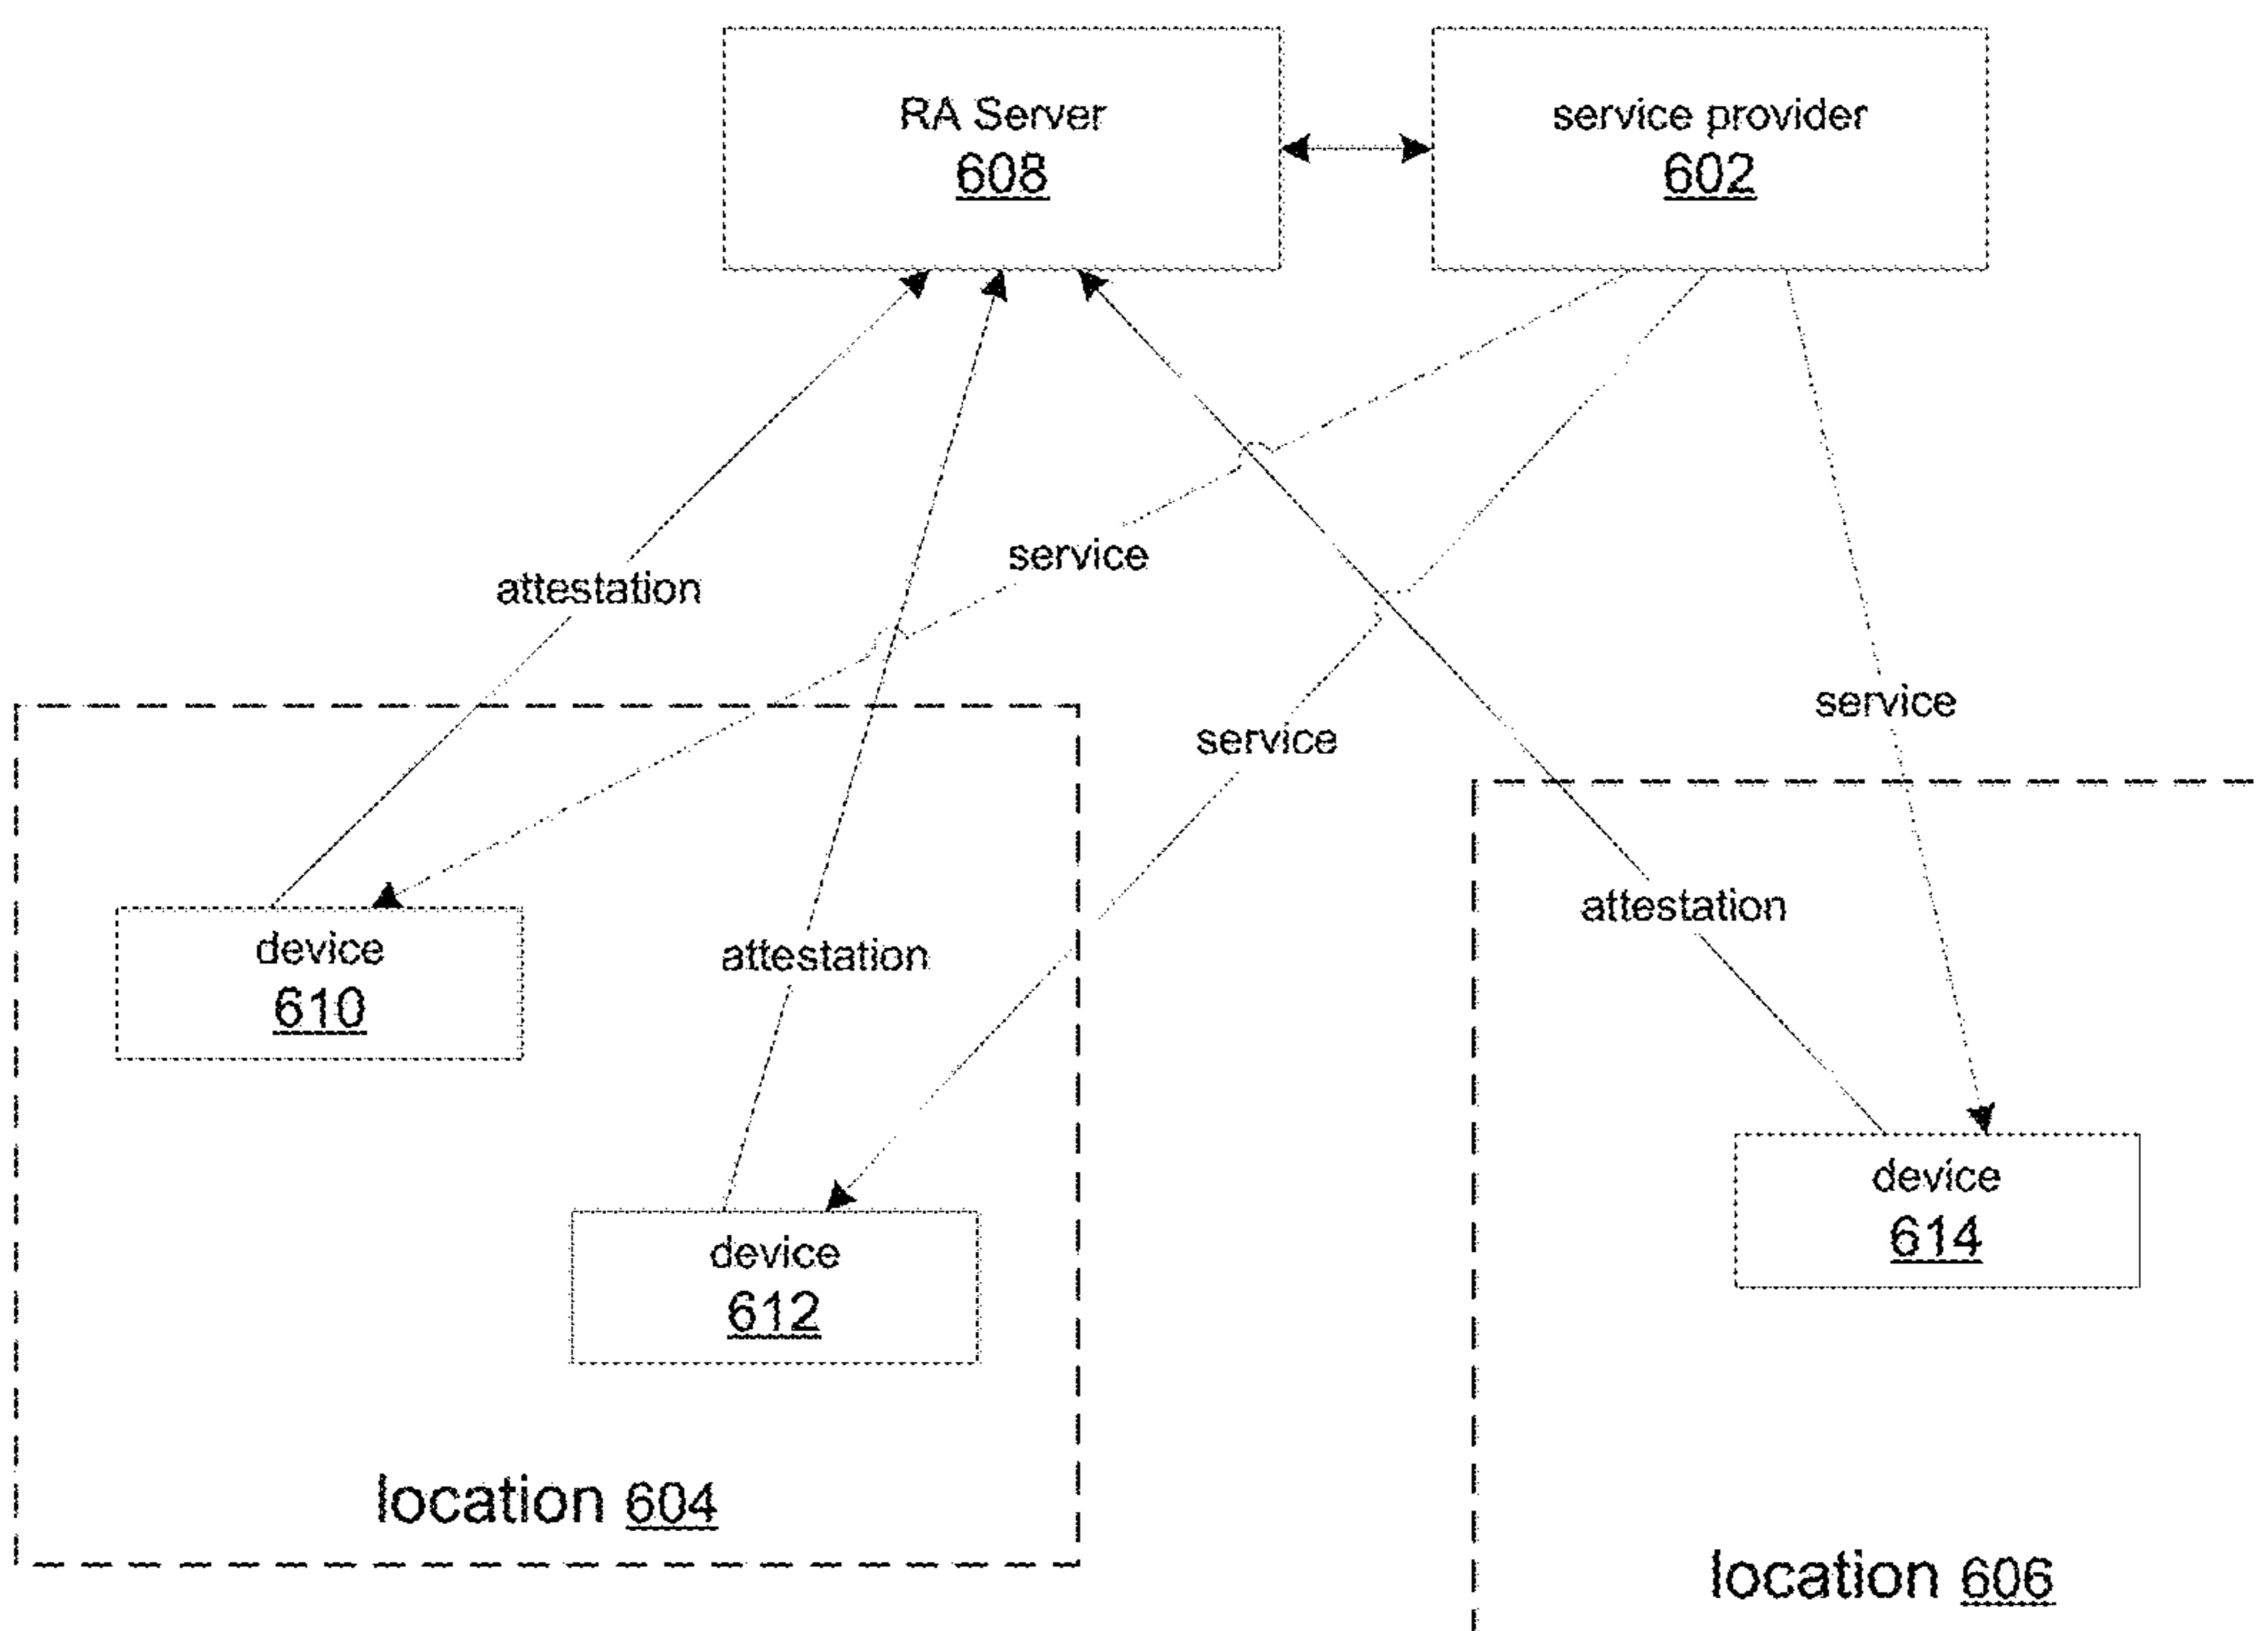 RA Server
608
service provider
602
service
attestation
service
service
attestation
attestation
device
610
device
614
device
612
location 604
location 606